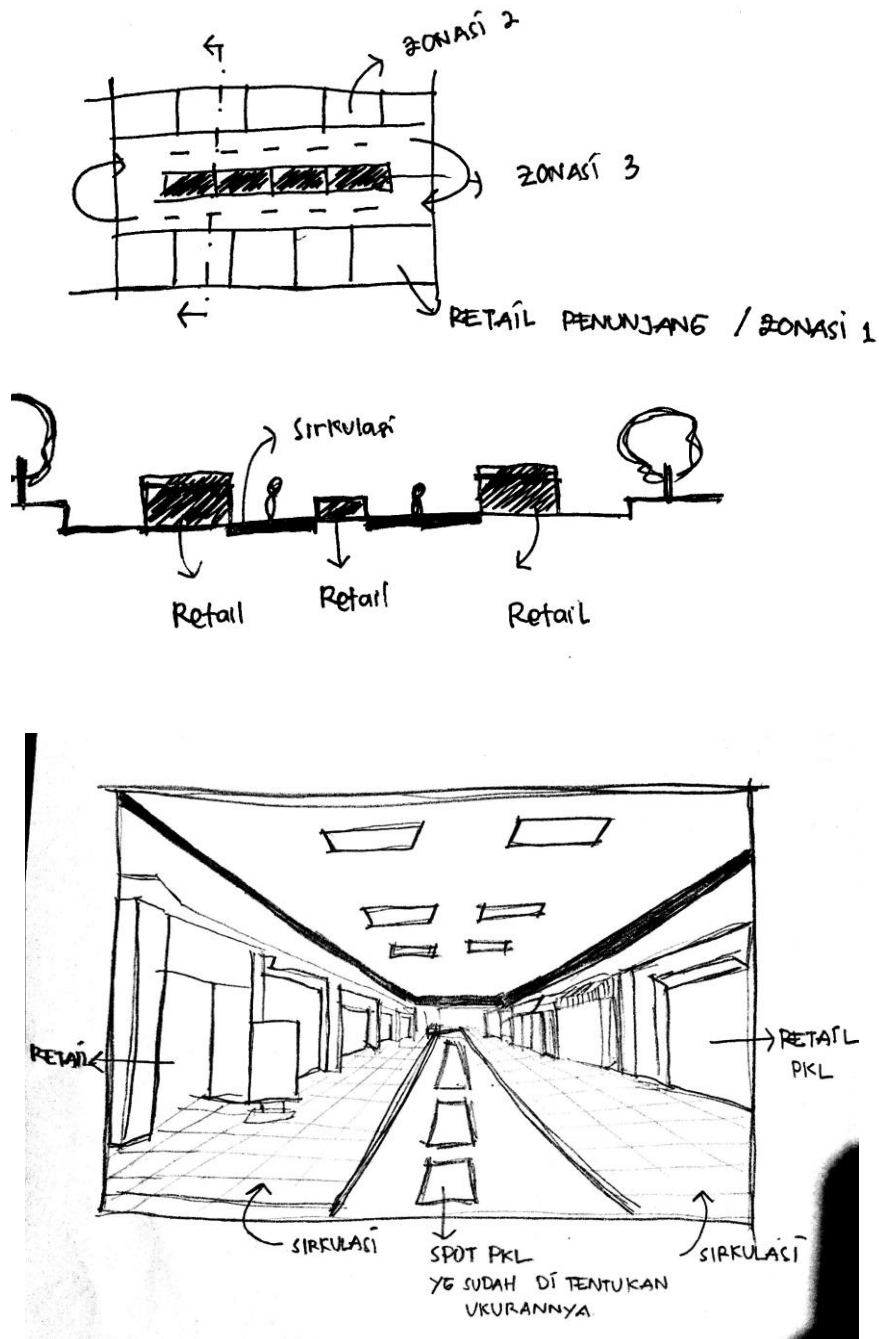 ZONASI 2
ZONASI 3
RETAIL PENUNJANG / ZONASI 1
Sirkulasi
Retail
Retail
Retail
RETAIL
RETAIL
PKL
SIRKULASI
SPOT PKL
YG SUDAH DI TENTUKAN
UKURANNYA
SIRKULASI